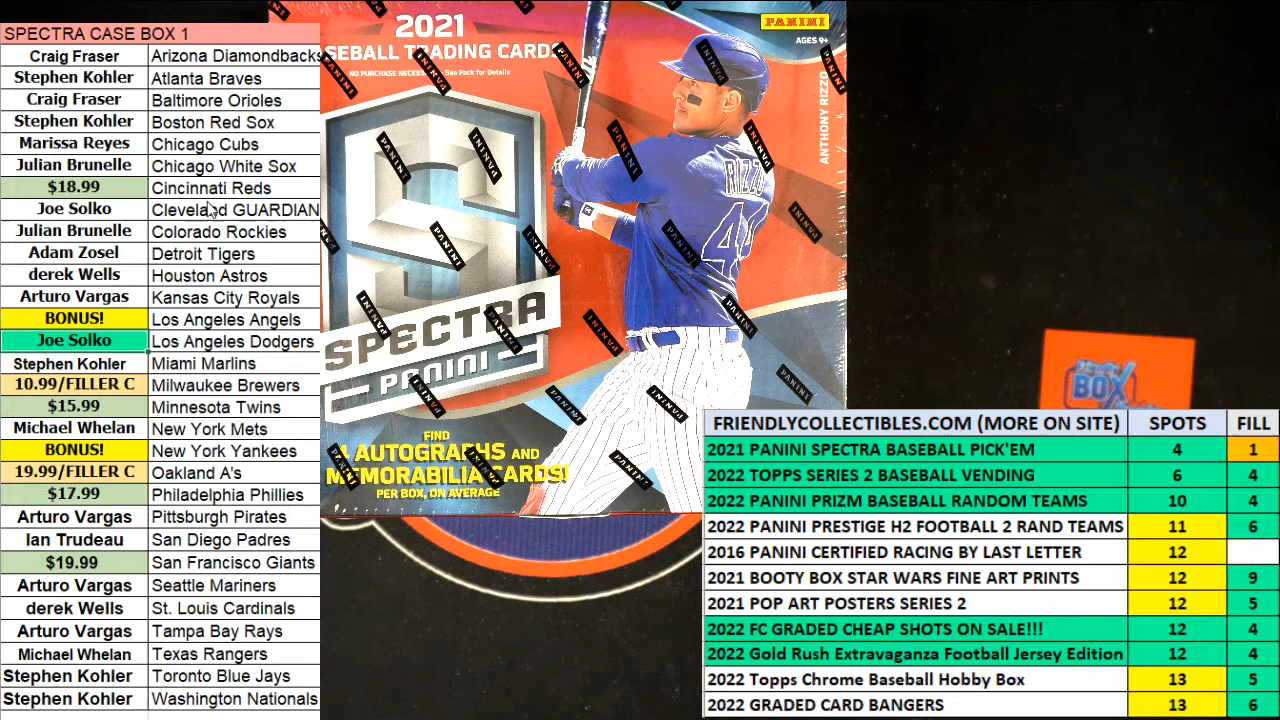 SPECTRA CASE BOX 1
Craig Fraser Arizona Diamondbacks
Stephen Kohler Atlanta Braves
Craig Fraser Baltimore Orioles
Stephen Kohler Boston Red Sox
Marissa Reyes Chicago Cubs
Julian Brunelle Chicago White Sox
$18.99 Cincinnati Reds
Joe Solko Cleveland GUARDIAN
Julian Brunelle Colorado Rockies
Adam Zosel Detroit Tigers
derek Wells Houston Astros
Arturo Vargas Kansas City Royals
BONUS! Los Angeles Angels
Joe Solko Los Angeles Dodgers
Stephen Kohler Miami Marlins
10.99/FILLER C Milwaukee Brewers
$15.99 Minnesota Twins
Michael Whelan New York Mets
BONUS! New York Yankees
19.99/FILLER C Oakland A's
$17.99 Philadelphia Phillies
Arturo Vargas Pittsburgh Pirates
Ian Trudeau San Diego Padres
$19.99 San Francisco Giants
Arturo Vargas Seattle Mariners
derek Wells St. Louis Cardinals
Arturo Vargas Tampa Bay Rays
Michael Whelan Texas Rangers
Stephen Kohler Toronto Blue Jays
Stephen Kohler Washington Nationals
2021
SEBALL TRADING CARDS
NO PURCHASE NECESS See Pack for Details
PANINI
AGES 9+
ANTHONY RIZZO
RIZZO
44
S
SPECTRA
PANINI
FIND
4 AUTOGRAPHS AND
MEMORABILIA CARDS!
PER BOX, ON AVERAGE
BOX
FRIENDLYCOLLECTIBLES.COM (MORE ON SITE) SPOTS FILL
2021 PANINI SPECTRA BASEBALL PICK'EM 4 1
2022 TOPPS SERIES 2 BASEBALL VENDING 6 4
2022 PANINI PRIZM BASEBALL RANDOM TEAMS 10 4
2022 PANINI PRESTIGE H2 FOOTBALL 2 RAND TEAMS 11 6
2016 PANINI CERTIFIED RACING BY LAST LETTER 12
2021 BOOTY BOX STAR WARS FINE ART PRINTS 12 9
2021 POP ART POSTERS SERIES 2 12 5
2022 FC GRADED CHEAP SHOTS ON SALE!!! 12 4
2022 Gold Rush Extravaganza Football Jersey Edition 12 4
2022 Topps Chrome Baseball Hobby Box 13 5
2022 GRADED CARD BANGERS 13 6